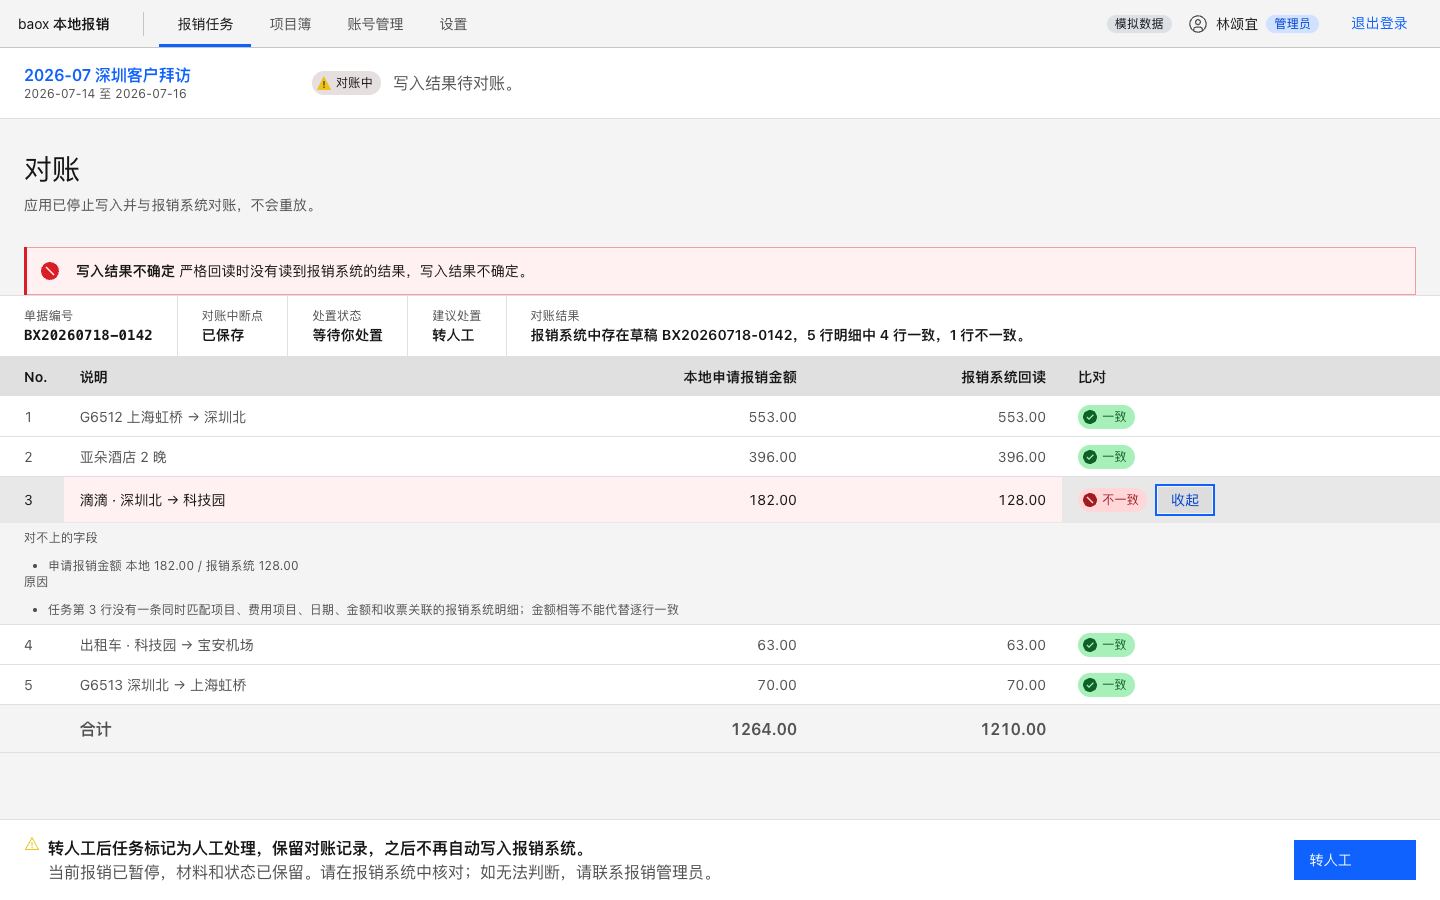 baox 本地报销 报销任务 项目簿 账号管理 设置 模拟数据 林颂宜 管理员 退出登录
2026-07 深圳客户拜访
2026-07-14 至 2026-07-16
对账中 写入结果待对账。
对账
应用已停止写入并与报销系统对账，不会重放。
写入结果不确定 严格回读时没有读到报销系统的结果，写入结果不确定。
单据编号 对账中断点 处置状态 建议处置 对账结果
BX20260718-0142 已保存 等待你处置 转人工 报销系统中存在草稿 BX20260718-0142，5 行明细中 4 行一致，1 行不一致。
No. 说明 本地申请报销金额 报销系统回读 比对
1 G6512 上海虹桥 → 深圳北 553.00 553.00 一致
2 亚朵酒店 2 晚 396.00 396.00 一致
3 滴滴 · 深圳北 → 科技园 182.00 128.00 不一致 收起
对不上的字段
• 申请报销金额 本地 182.00 / 报销系统 128.00
原因
• 任务第 3 行没有一条同时匹配项目、费用项目、日期、金额和收票关联的报销系统明细；金额相等不能代替逐行一致
4 出租车 · 科技园 → 宝安机场 63.00 63.00 一致
5 G6513 深圳北 → 上海虹桥 70.00 70.00 一致
合计 1264.00 1210.00
转人工后任务标记为人工处理，保留对账记录，之后不再自动写入报销系统。
当前报销已暂停，材料和状态已保留。请在报销系统中核对；如无法判断，请联系报销管理员。
转人工